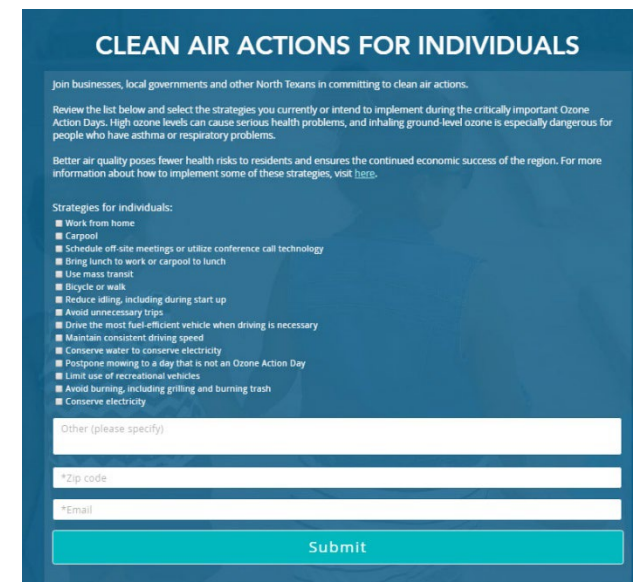 CLEAN AIR ACTIONS FOR INDIVIDUALS
Join businesses, local governments and other North Texans in committing to clean air actions.
Review the list below and select the strategies you currently or intend to implement during the critically important Ozone
Action Days. High ozone levels can cause serious health problems, and inhaling ground-level ozone is especially dangerous for
people who have asthma or respiratory problems.
Better air quality poses fewer health risks to residents and ensures the continued economic success of the region. For more
information about how to implement some of these strategies, visit here.
Strategies for individuals:
Work from home
Carpool
Schedule off-site meetings or utilize conference call technology
Bring lunch to work or carpool to lunch
Use mass transit
Bicycle or walk
Reduce idling, including during start up
Avoid unnecessary trips
Drive the most fuel-efficient vehicle when driving is necessary
Maintain consistent driving speed
Conserve water to conserve electricity
Postpone mowing to a day that is not an Ozone Action Day
Limit use of recreational vehicles
Avoid burning, including grilling and burning trash
Conserve electricity
Other (please specify)
*Zip code
*Email
Submit